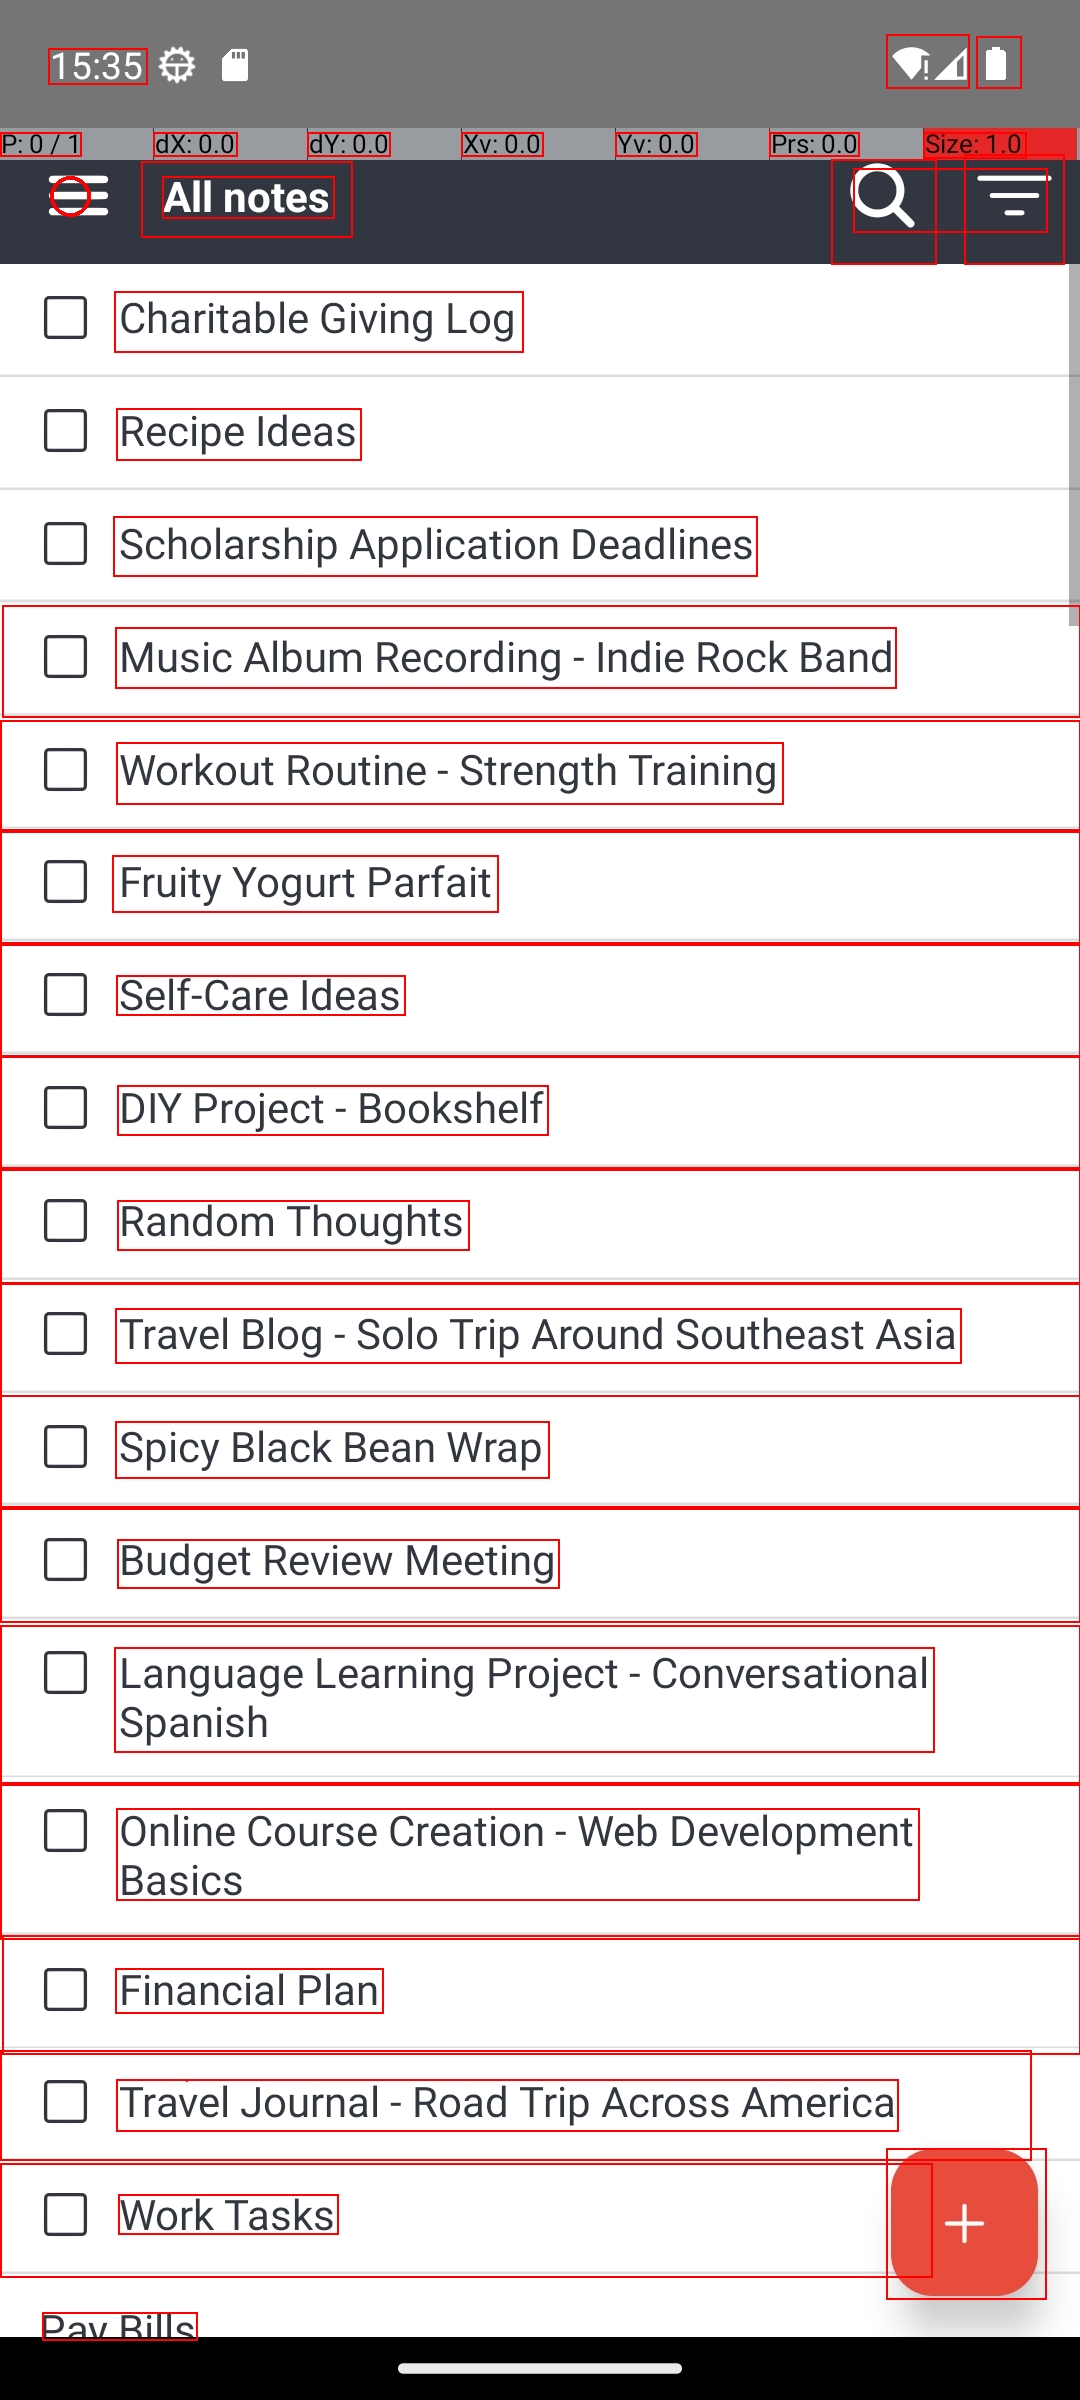 15:35
P: 0 / 1 dX: 0.0 dY: 0.0 Xv: 0.0 Yv: 0.0 Prs: 0.0 Size: 1.0
All notes
Charitable Giving Log
Recipe Ideas
Scholarship Application Deadlines
Music Album Recording - Indie Rock Band
Workout Routine - Strength Training
Fruity Yogurt Parfait
Self-Care Ideas
DIY Project - Bookshelf
Random Thoughts
Travel Blog - Solo Trip Around Southeast Asia
Spicy Black Bean Wrap
Budget Review Meeting
Language Learning Project - Conversational
Spanish
Online Course Creation - Web Development
Basics
Financial Plan
Travel Journal - Road Trip Across America
Work Tasks
Pay Bills